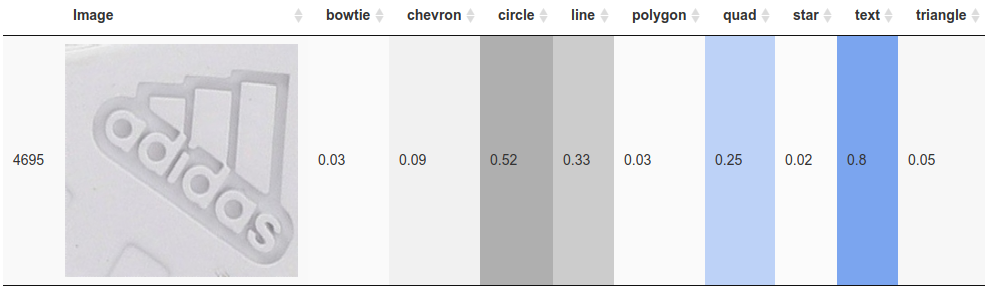 Image bowtie chevron circle line polygon quad star text triangle
4695 adidas 0.03 0.09 0.52 0.33 0.03 0.25 0.02 0.8 0.05